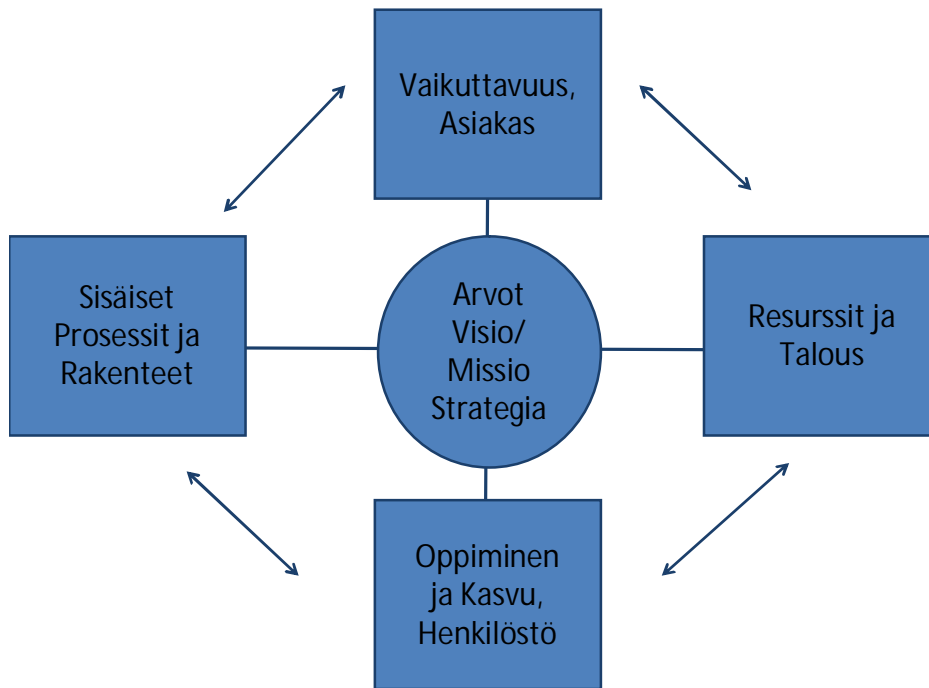 Vaikuttavuus,
Asiakas
Sisäiset
Prosessit ja
Rakenteet
Arvot
Visio/
Missio
Strategia
Resurssit ja
Talous
Oppiminen
ja Kasvu,
Henkilöstö